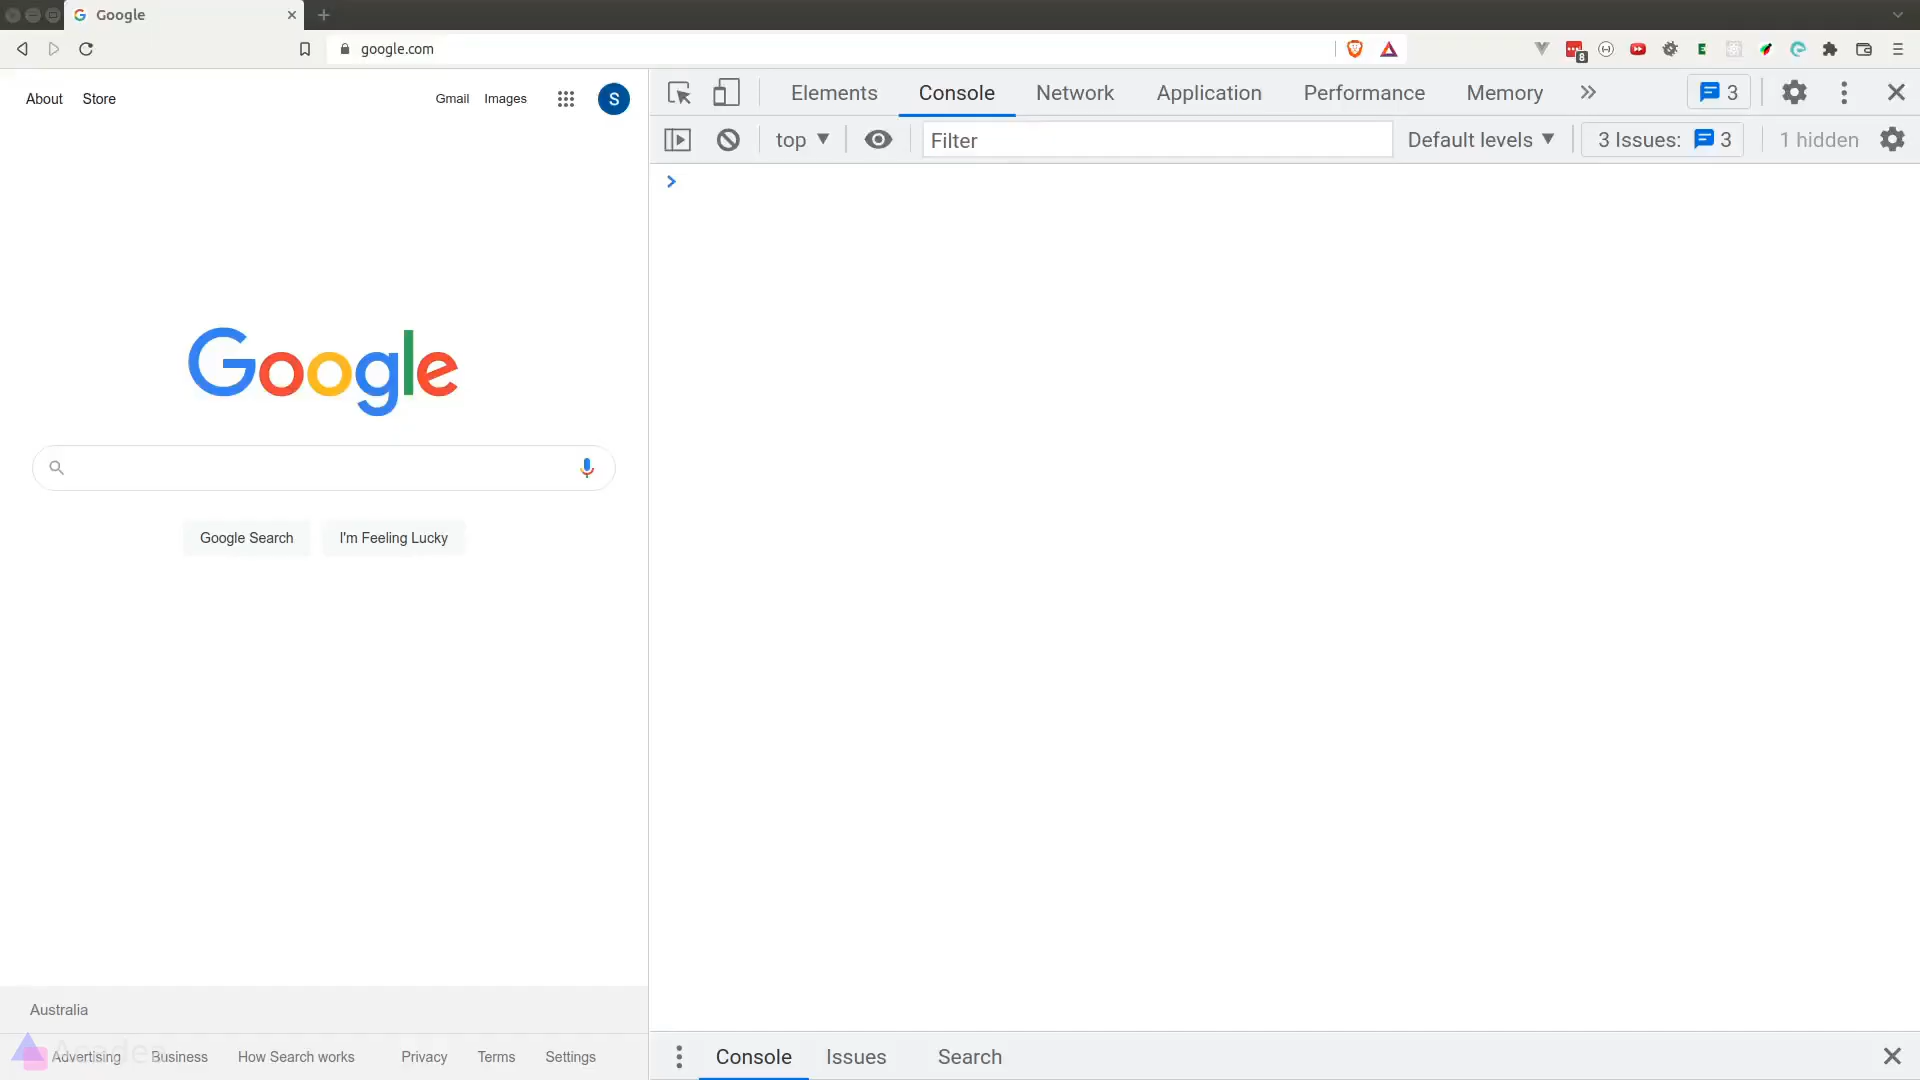 Google
google.com
8
About Store Gmail Images S
Elements Console Network Application Performance Memory 3
top Filter Default levels 3 Issues: 3 1 hidden
Google
Google Search I'm Feeling Lucky
Australia
Advertising Business How Search works Privacy Terms Settings
Console Issues Search